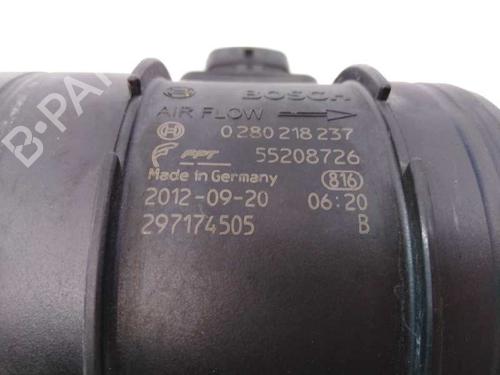 B-PARTS
BOSCH
AIR FLOW
0 280 218 237
FPT 55208726
Made in Germany 816
2012-09-20 06:20
297174505 B